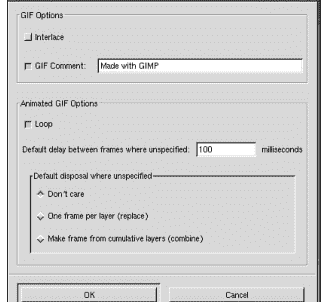 GIF Options
Interlace
GIF Comment: Made with GIMP
Animated GIF Options
Loop
Default delay between frames where unspecified: 100 milliseconds
Default disposal where unspecified
Don't care
One frame per layer (replace)
Make frame from cumulative layers (combine)
OK Cancel